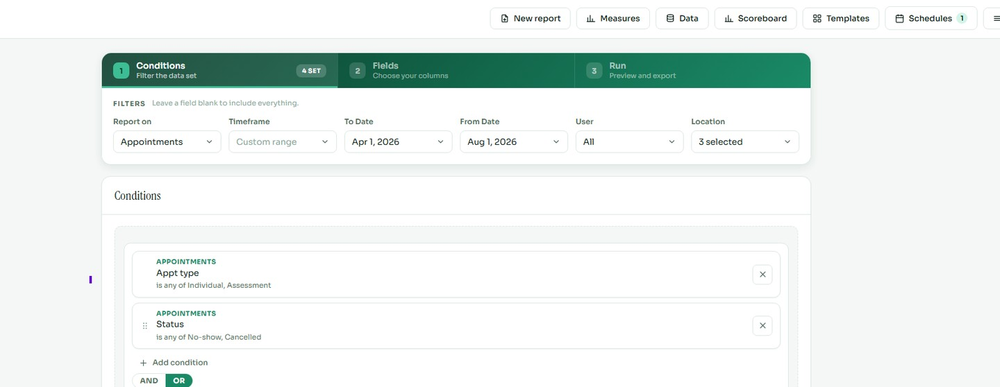 New report Measures Data Scoreboard Templates Schedules 1
1 Conditions 4 SET 2 Fields 3 Run
Filter the data set Choose your columns Preview and export
FILTERS Leave a field blank to include everything.
Report on Timeframe To Date From Date User Location
Appointments Custom range Apr 1, 2026 Aug 1, 2026 All 3 selected
Conditions
APPOINTMENTS
Appt type
is any of Individual, Assessment
APPOINTMENTS
Status
is any of No-show, Cancelled
Add condition
AND OR